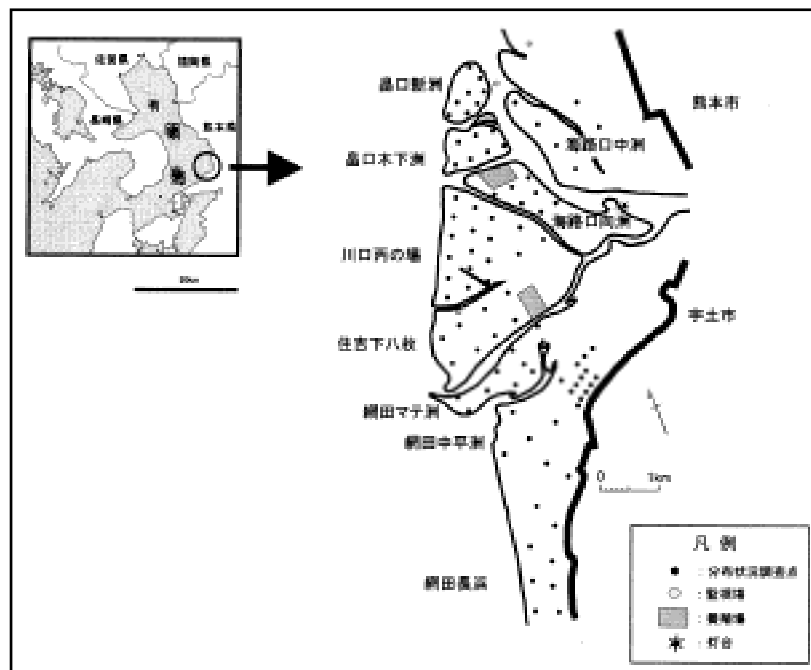 佐賀県
福岡県
有
明
海
長崎県
熊本県
畠口新洲
畠口木下洲
川口丙の場
住吉下八枚
網田マテ洲
網田中平洲
網田長浜
海路口中洲
海路口向洲
熊本市
宇土市
0 1km
凡例
● : 分布状況調査点
○ : 監視場
: 養殖場
: 灯台